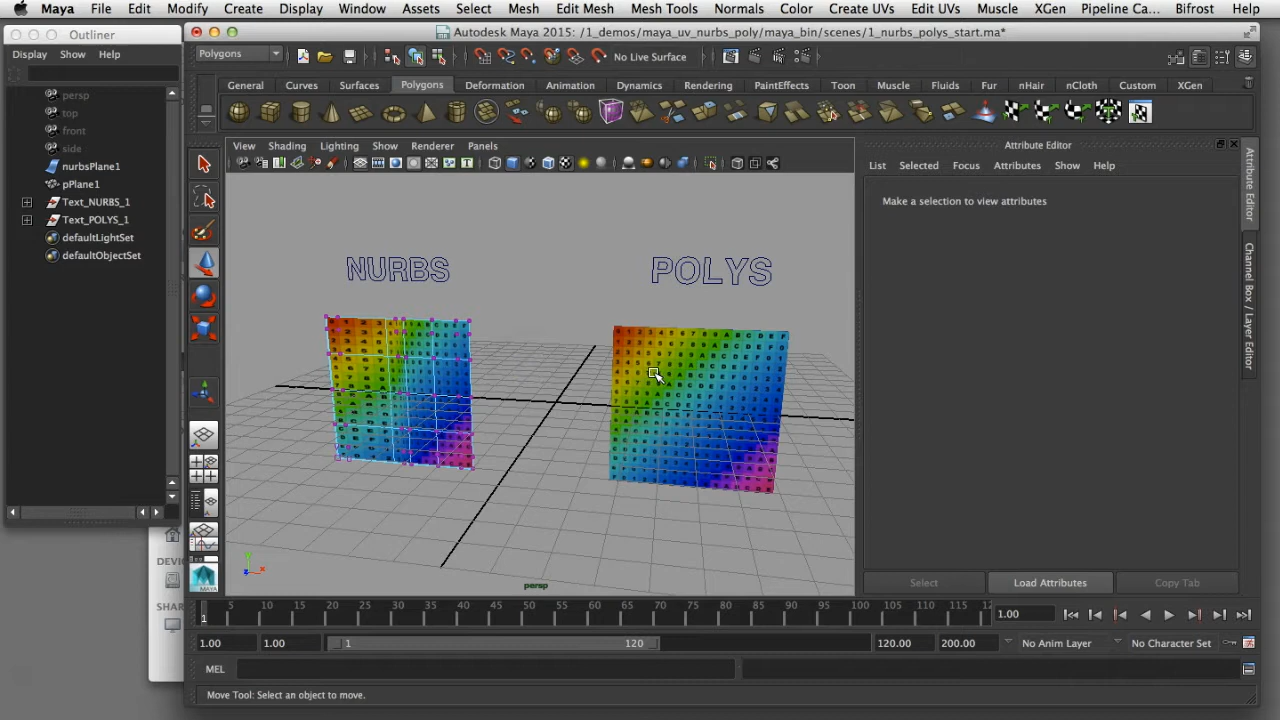 Maya File Edit Modify Create Display Window Assets Select Mesh Edit Mesh Mesh Tools Normals Color Create UVs Edit UVs Muscle XGen Pipeline Ca... Bifrost Help
Outliner
Display Show Help
persp
top
front
side
nurbsPlane1
pPlane1
Text_NURBS_1
Text_POLYS_1
defaultLightSet
defaultObjectSet
DEVIC
SHAR
Autodesk Maya 2015: /1_demos/maya_uv_nurbs_poly/maya_bin/scenes/1_nurbs_polys_start.ma*
Polygons
No Live Surface
General Curves Surfaces Polygons Deformation Animation Dynamics Rendering PaintEffects Toon Muscle Fluids Fur nHair nCloth Custom XGen
View Shading Lighting Show Renderer Panels
NURBS
POLYS
persp
MAYA
Attribute Editor
List Selected Focus Attributes Show Help
Make a selection to view attributes
Select Load Attributes Copy Tab
Attribute Editor
Channel Box / Layer Editor
1 5 10 15 20 25 30 35 40 45 50 55 60 65 70 75 80 85 90 95 100 105 110 115 12 1.00
1.00 1.00 1 120 120.00 200.00 No Anim Layer No Character Set
MEL
Move Tool: Select an object to move.